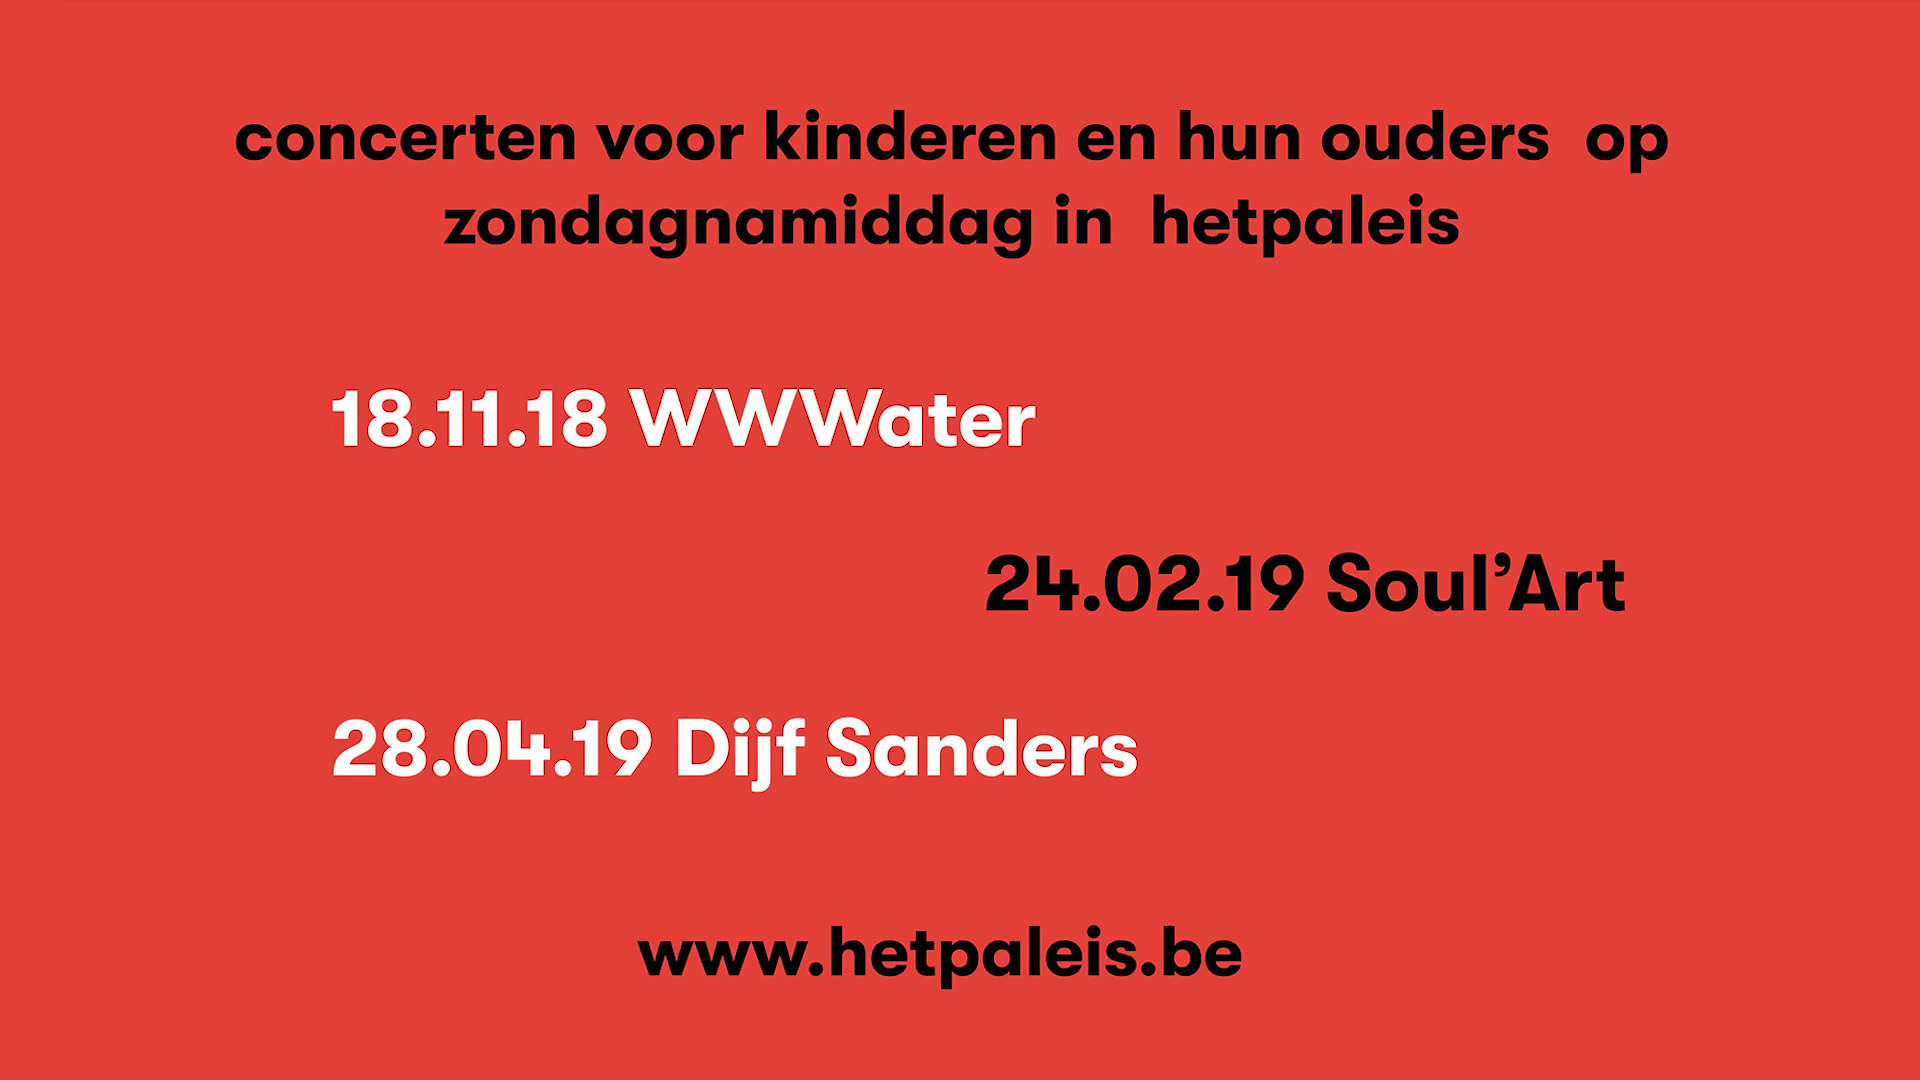 concerten voor kinderen en hun ouders op
zondagnamiddag in hetpaleis
18.11.18 WWWater
24.02.19 Soul’Art
28.04.19 Dijf Sanders
www.hetpaleis.be